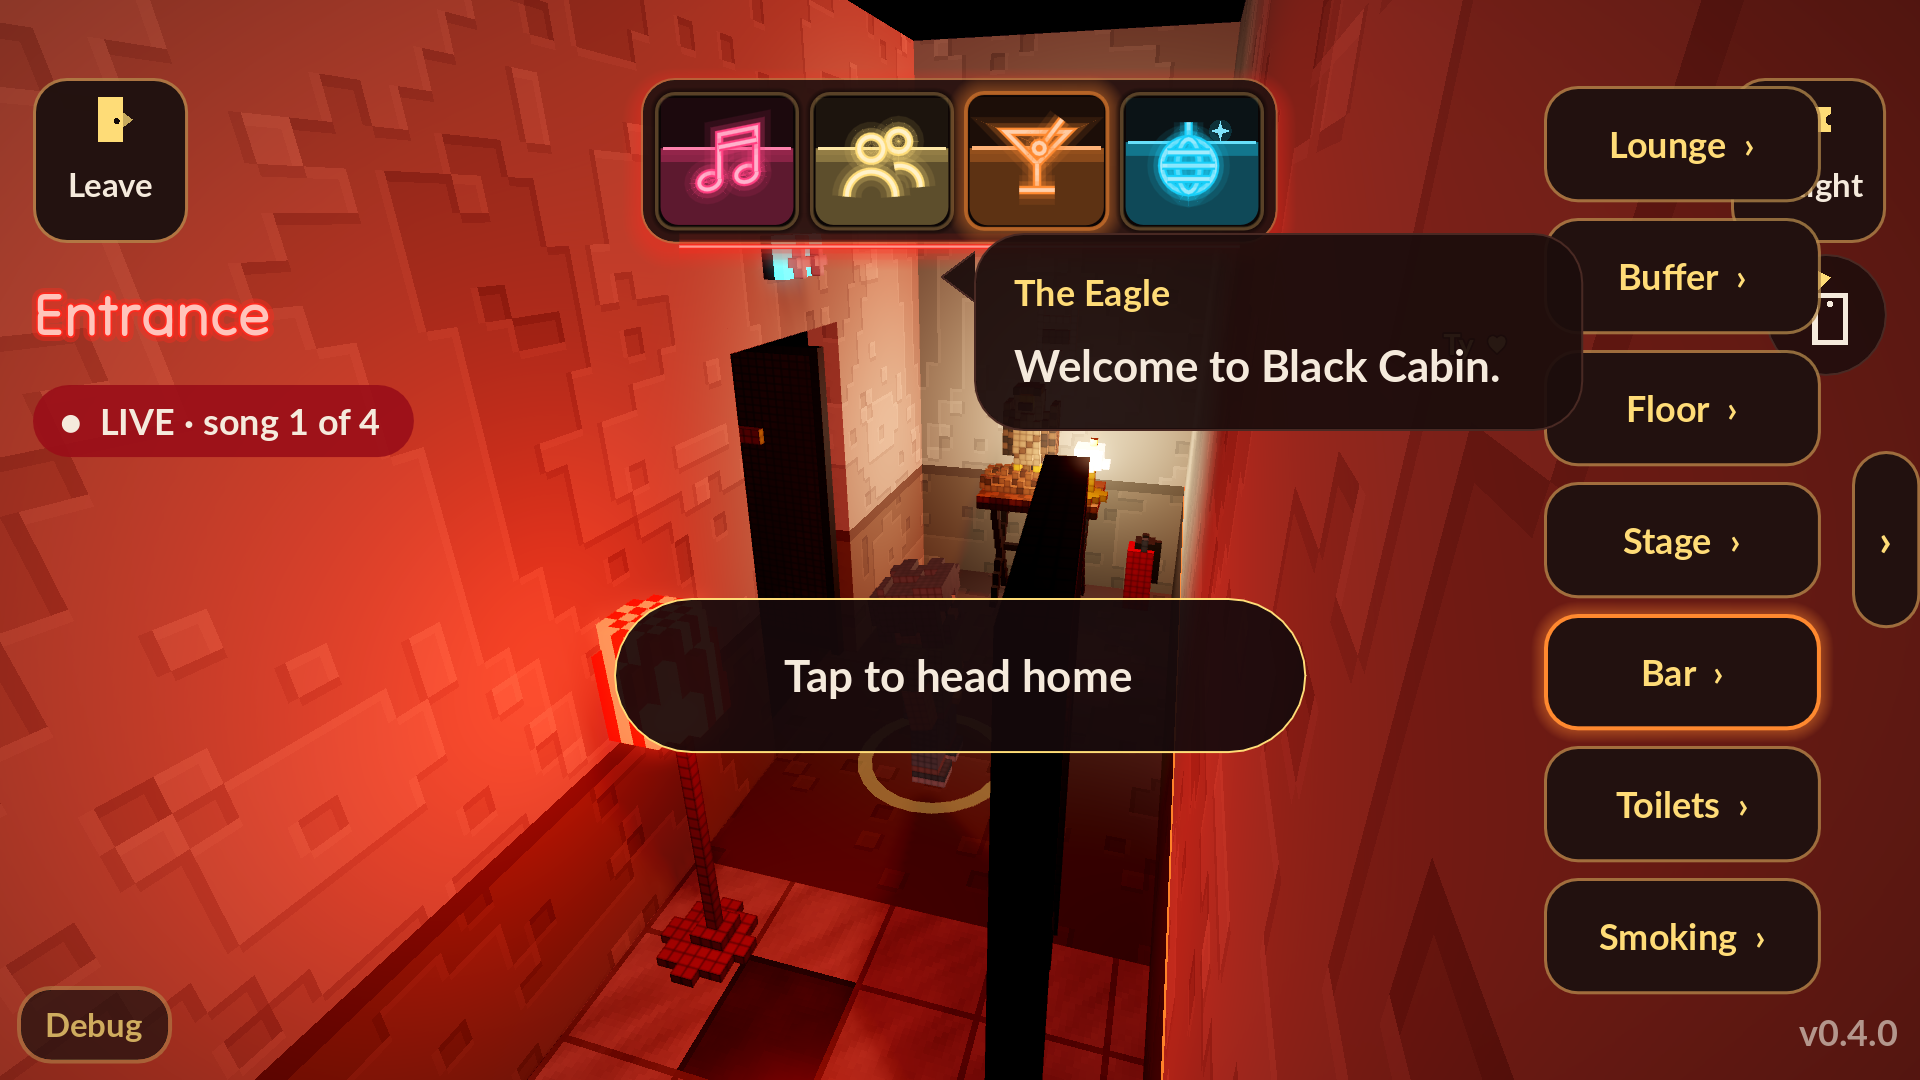 Leave
Entrance
LIVE · song 1 of 4
The Eagle
Welcome to Black Cabin.
Ty ♥
Tap to head home
Lounge ›
Buffer ›
Floor ›
Stage ›
Bar ›
Toilets ›
Smoking ›
›
Debug
v0.4.0